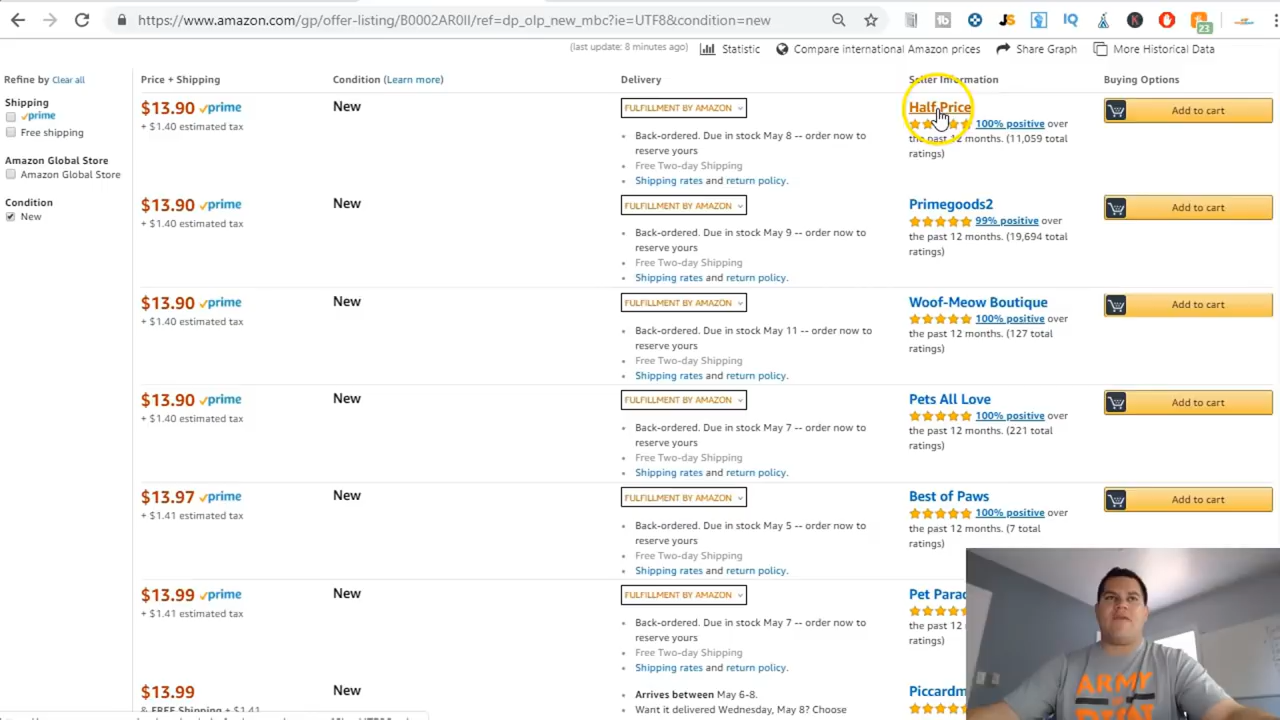 https://www.amazon.com/gp/offer-listing/B0002AR0II/ref=dp_olp_new_mbc?ie=UTF8&condition=new
JS
IQ
23
(last update: 8 minutes ago)
Statistic
Compare international Amazon prices
Share Graph
More Historical Data
Refine by Clear all
Shipping
prime
Free shipping
Amazon Global Store
Amazon Global Store
Condition
New
Price + Shipping
Condition (Learn more)
Delivery
Seller Information
Buying Options
$13.90 prime
+ $1.40 estimated tax
New
FULFILLMENT BY AMAZON
Back-ordered. Due in stock May 8 -- order now to
reserve yours
Free Two-day Shipping
Shipping rates and return policy.
Half Price
100% positive over
the past 12 months. (11,059 total
ratings)
Add to cart
$13.90 prime
+ $1.40 estimated tax
New
FULFILLMENT BY AMAZON
Back-ordered. Due in stock May 9 -- order now to
reserve yours
Free Two-day Shipping
Shipping rates and return policy.
Primegoods2
99% positive over
the past 12 months. (19,694 total
ratings)
Add to cart
$13.90 prime
+ $1.40 estimated tax
New
FULFILLMENT BY AMAZON
Back-ordered. Due in stock May 11 -- order now to
reserve yours
Free Two-day Shipping
Shipping rates and return policy.
Woof-Meow Boutique
100% positive over
the past 12 months. (127 total
ratings)
Add to cart
$13.90 prime
+ $1.40 estimated tax
New
FULFILLMENT BY AMAZON
Back-ordered. Due in stock May 7 -- order now to
reserve yours
Free Two-day Shipping
Shipping rates and return policy.
Pets All Love
100% positive over
the past 12 months. (221 total
ratings)
Add to cart
$13.97 prime
+ $1.41 estimated tax
New
FULFILLMENT BY AMAZON
Back-ordered. Due in stock May 5 -- order now to
reserve yours
Free Two-day Shipping
Shipping rates and return policy.
Best of Paws
100% positive over
the past 12 months. (7 total
ratings)
Add to cart
$13.99 prime
+ $1.41 estimated tax
New
FULFILLMENT BY AMAZON
Back-ordered. Due in stock May 7 -- order now to
reserve yours
Free Two-day Shipping
Shipping rates and return policy.
Pet
the past 12
ratings)
$13.99
& FREE Shipping + $1.41
New
Arrives between May 6-8.
Want it delivered Wednesday, May 8? Choose
ARMY